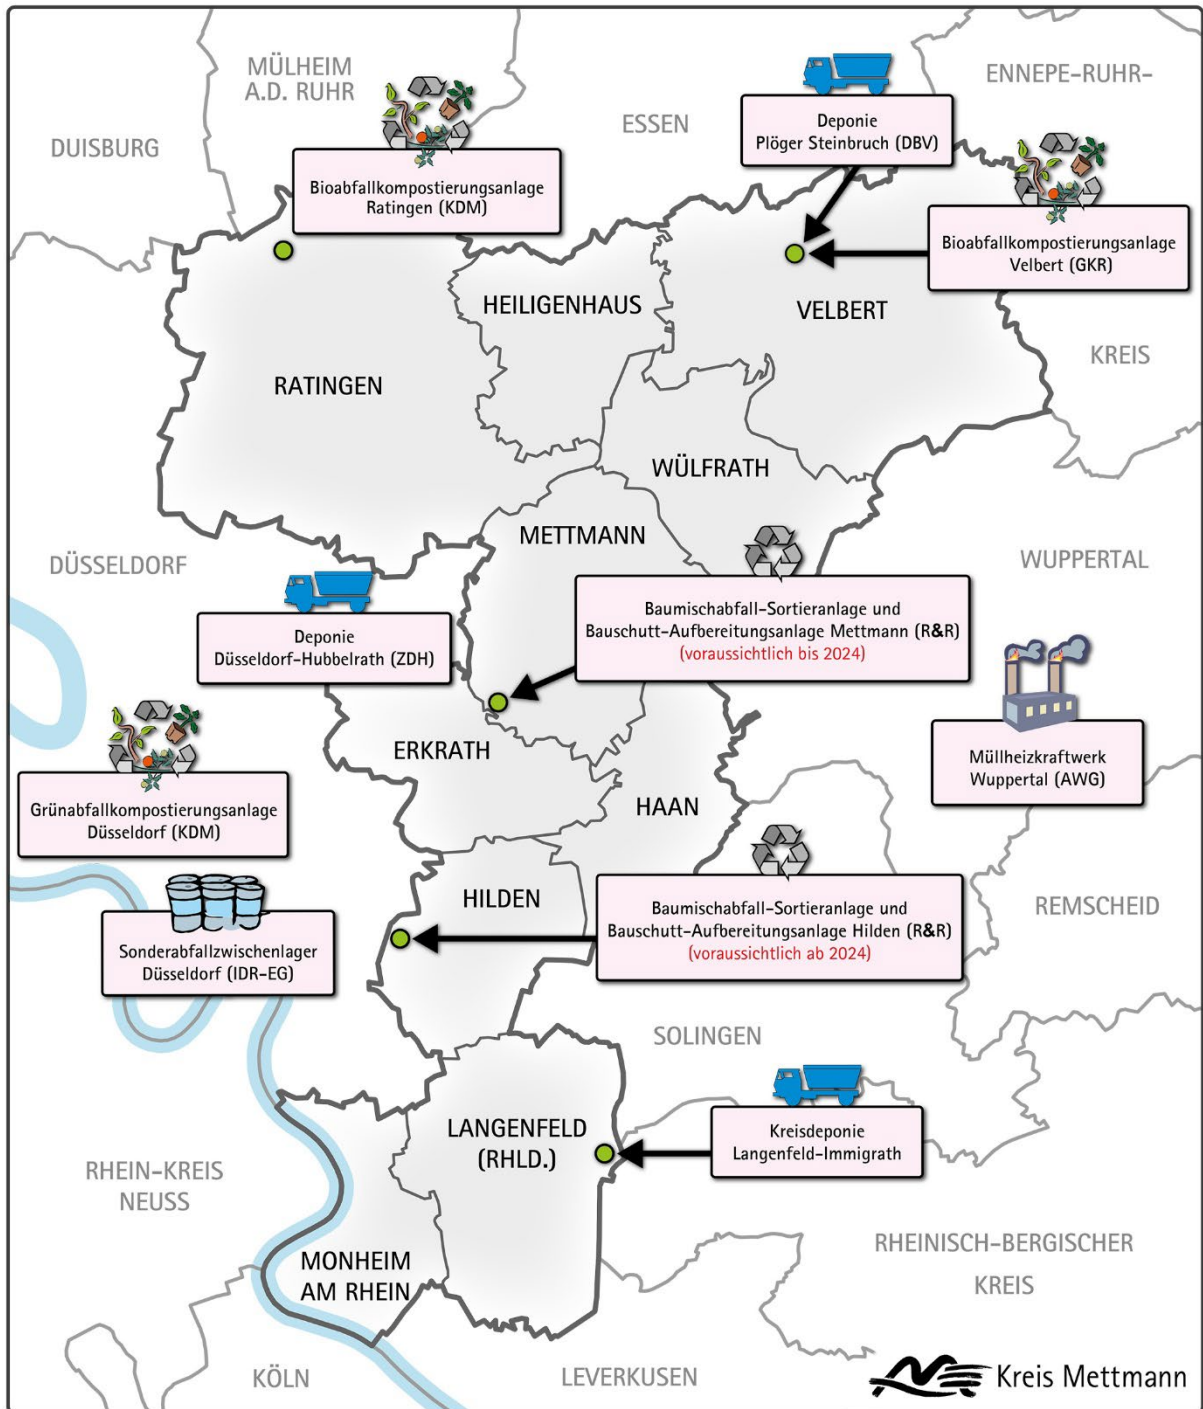 MÜLHEIM
A.D. RUHR
DUISBURG
ESSEN
ENNEPE-RUHR-
Deponie
Plöger Steinbruch (DBV)
Bioabfallkompostierungsanlage
Ratingen (KDM)
Bioabfallkompostierungsanlage
Velbert (GKR)
HEILIGENHAUS
VELBERT
KREIS
RATINGEN
WÜLFRATH
METTMANN
DÜSSELDORF
WUPPERTAL
Deponie
Düsseldorf-Hubbelrath (ZDH)
Baumischabfall-Sortieranlage und
Bauschutt-Aufbereitungsanlage Mettmann (R&R)
(voraussichtlich bis 2024)
ERKRATH
HAAN
Müllheizkraftwerk
Wuppertal (AWG)
Grünabfallkompostierungsanlage
Düsseldorf (KDM)
HILDEN
Baumischabfall-Sortieranlage und
Bauschutt-Aufbereitungsanlage Hilden (R&R)
(voraussichtlich ab 2024)
REMSCHEID
Sonderabfallzwischenlager
Düsseldorf (IDR-EG)
SOLINGEN
LANGENFELD
(RHLD.)
Kreisdeponie
Langenfeld-Immigrath
RHEIN-KREIS
NEUSS
RHEINISCH-BERGISCHER
KREIS
MONHEIM
AM RHEIN
KÖLN
LEVERKUSEN
Kreis Mettmann